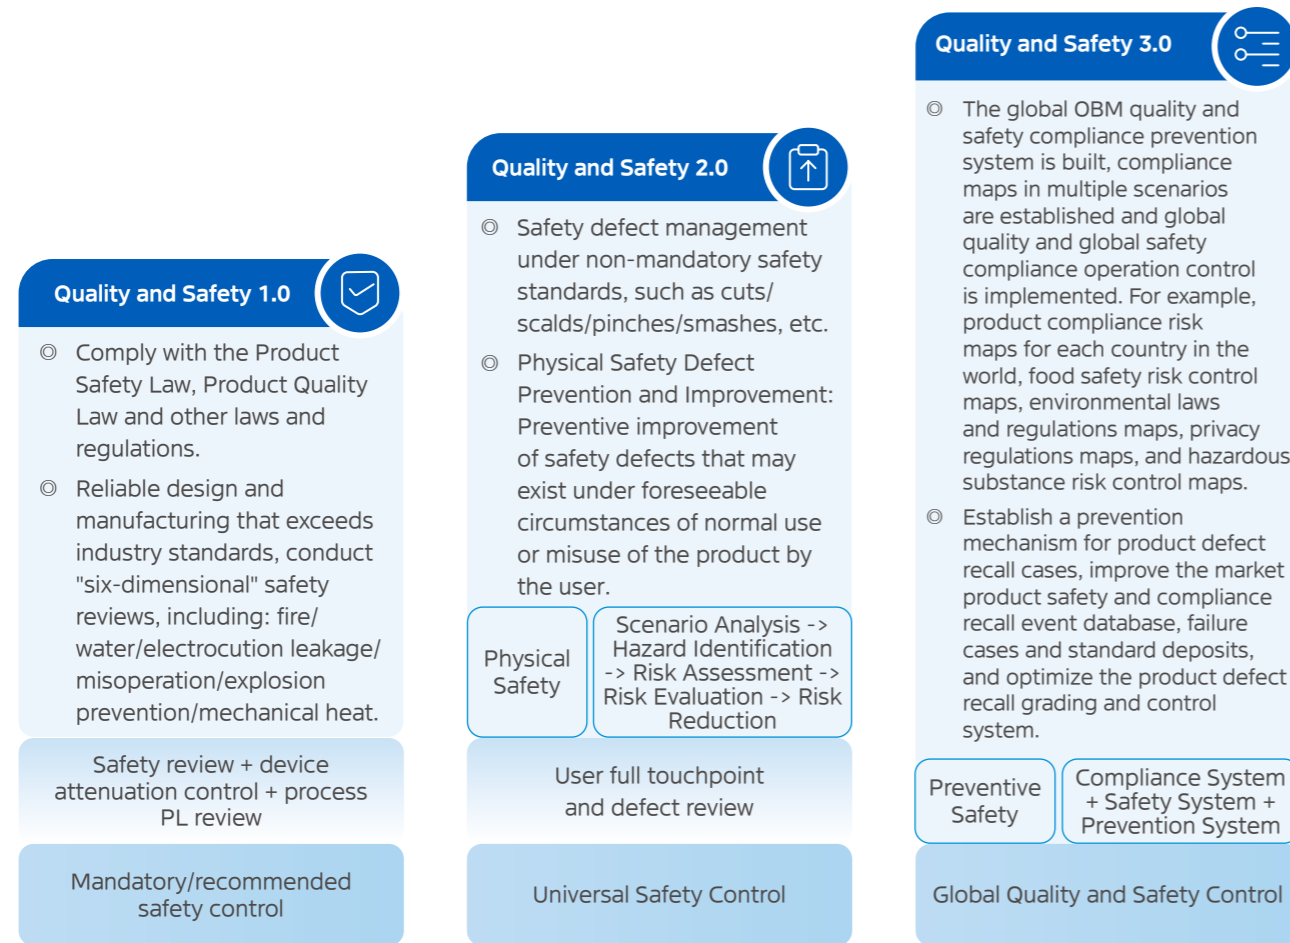 Quality and Safety 1.0
◎ Comply with the Product
Safety Law, Product Quality
Law and other laws and
regulations.
◎ Reliable design and
manufacturing that exceeds
industry standards, conduct
"six-dimensional" safety
reviews, including: fire/
water/electrocution leakage/
misoperation/explosion
prevention/mechanical heat.
Safety review + device
attenuation control + process
PL review
Mandatory/recommended
safety control
Quality and Safety 2.0
◎ Safety defect management
under non-mandatory safety
standards, such as cuts/
scalds/pinches/smashes, etc.
◎ Physical Safety Defect
Prevention and Improvement:
Preventive improvement
of safety defects that may
exist under foreseeable
circumstances of normal use
or misuse of the product by
the user.
Physical
Safety
Scenario Analysis ->
Hazard Identification
-> Risk Assessment ->
Risk Evaluation -> Risk
Reduction
User full touchpoint
and defect review
Universal Safety Control
Quality and Safety 3.0
◎ The global OBM quality and
safety compliance prevention
system is built, compliance
maps in multiple scenarios
are established and global
quality and global safety
compliance operation control
is implemented. For example,
product compliance risk
maps for each country in the
world, food safety risk control
maps, environmental laws
and regulations maps, privacy
regulations maps, and hazardous
substance risk control maps.
◎ Establish a prevention
mechanism for product defect
recall cases, improve the market
product safety and compliance
recall event database, failure
cases and standard deposits,
and optimize the product defect
recall grading and control
system.
Preventive
Safety
Compliance System
+ Safety System +
Prevention System
Global Quality and Safety Control